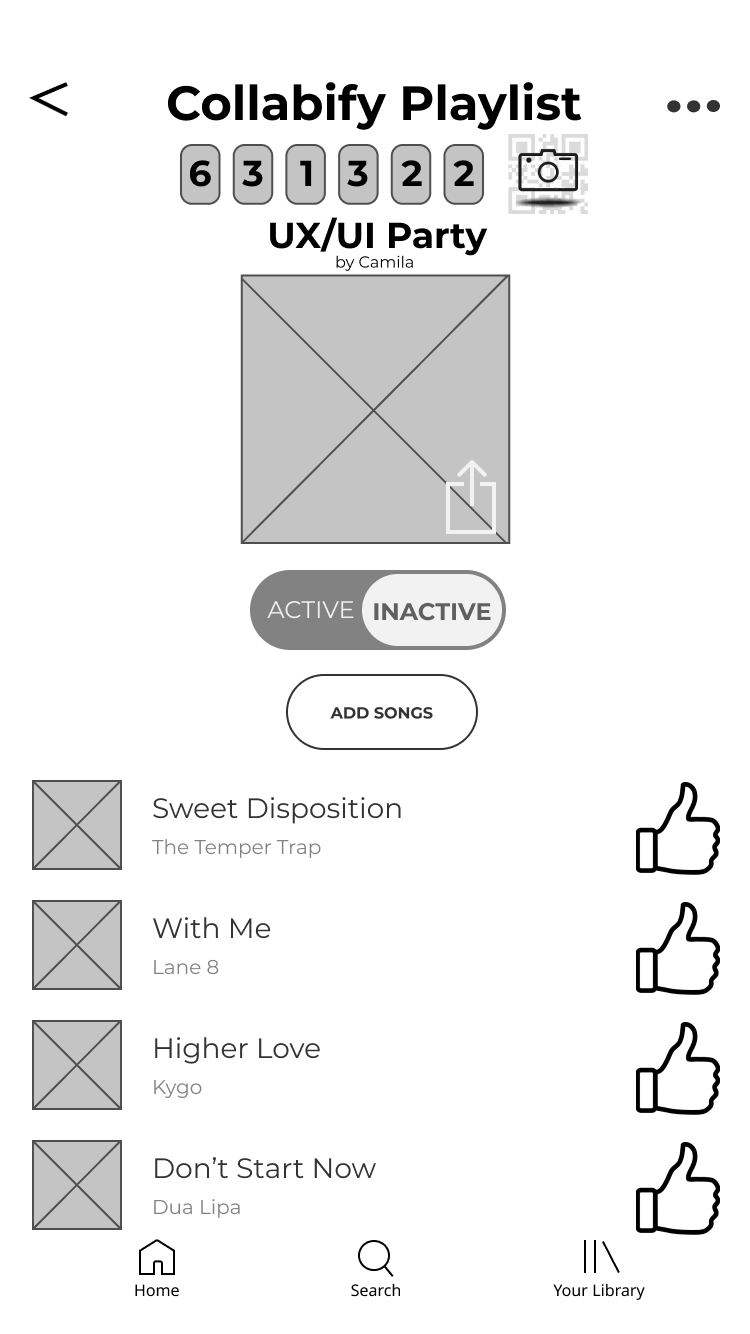 Collabify Playlist
6 3 1 3 2 2
UX/UI Party
by Camila
ACTIVE INACTIVE
ADD SONGS
Sweet Disposition
The Temper Trap
With Me
Lane 8
Higher Love
Kygo
Don’t Start Now
Dua Lipa
Home Search Your Library